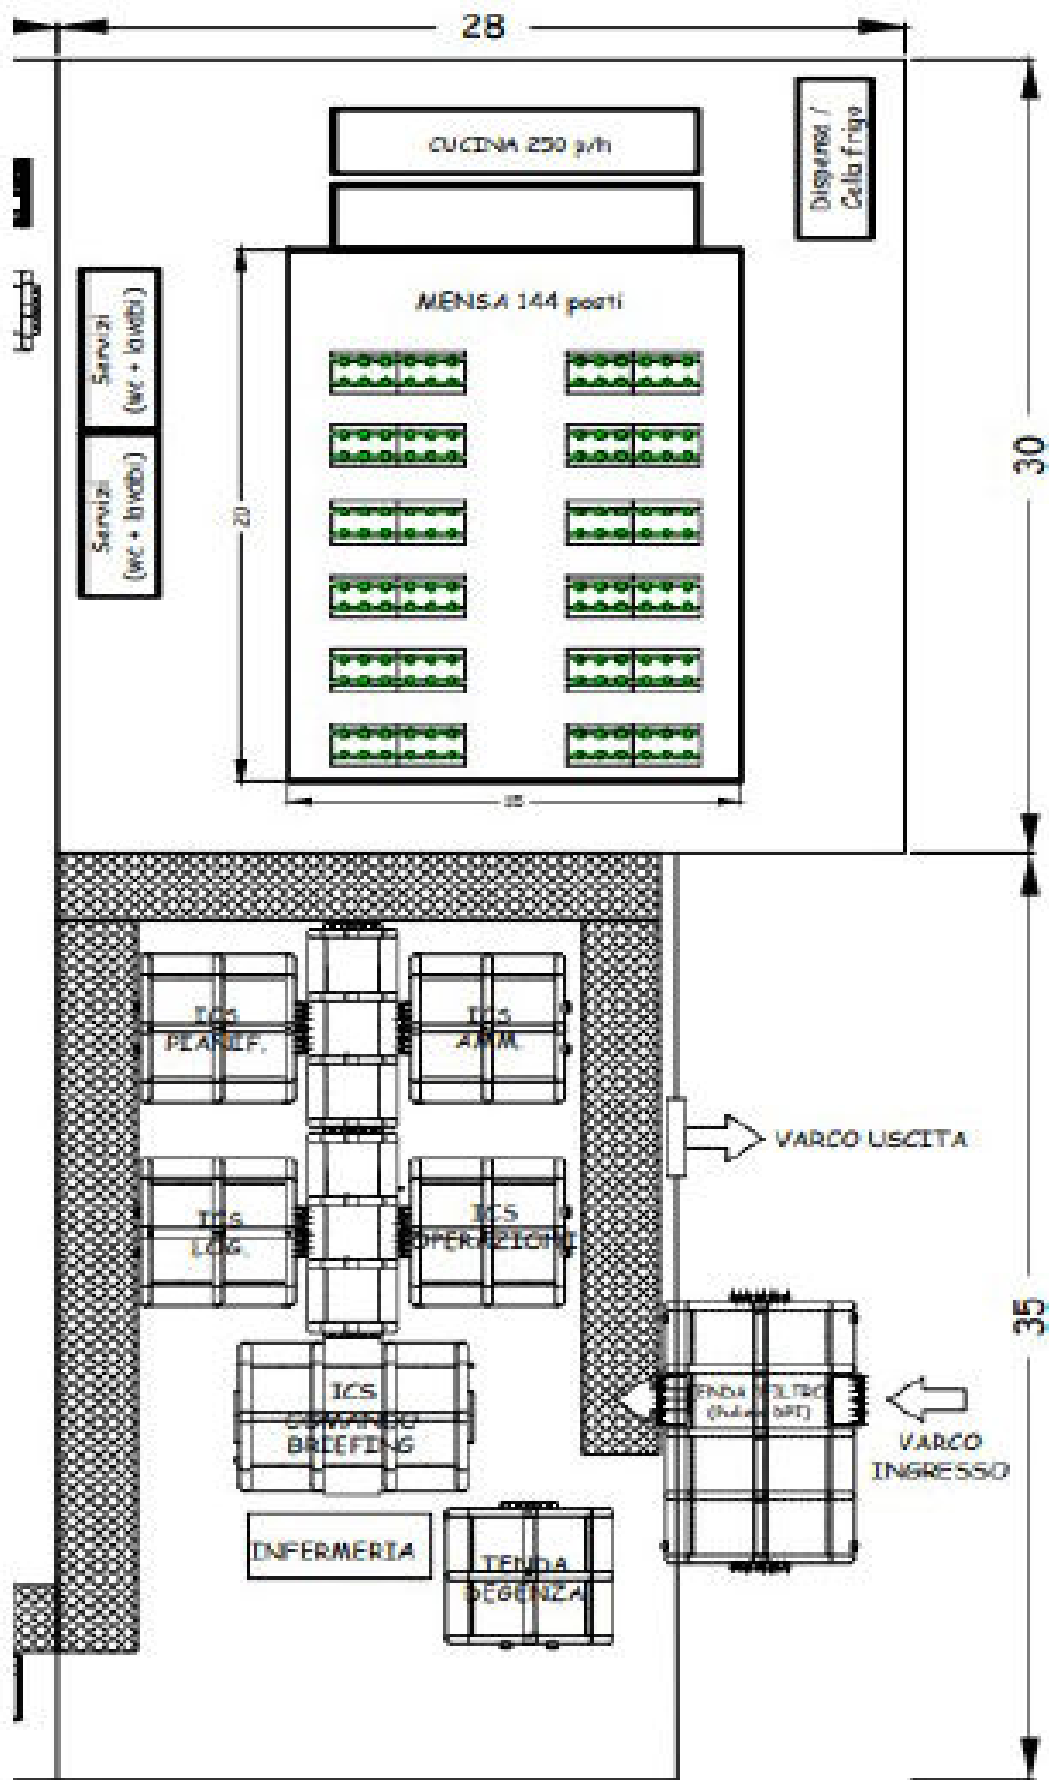 28
CUCINA 250 p/h
Dispensa /
Cella frigo
MENSA 144 posti
Servizi
(wc + lavabi)
Servizi
(wc + lavabi)
20
30
ICS
PIANIF.
ICS
AMM.
VARCO USCITA
ICS
LOG.
ICS
OPERAZIONI
35
ICS
COMANDO
BRIEFING
TENDA FILTRO
VARCO
INGRESSO
INFERMERIA
TENDA
DEGENZA